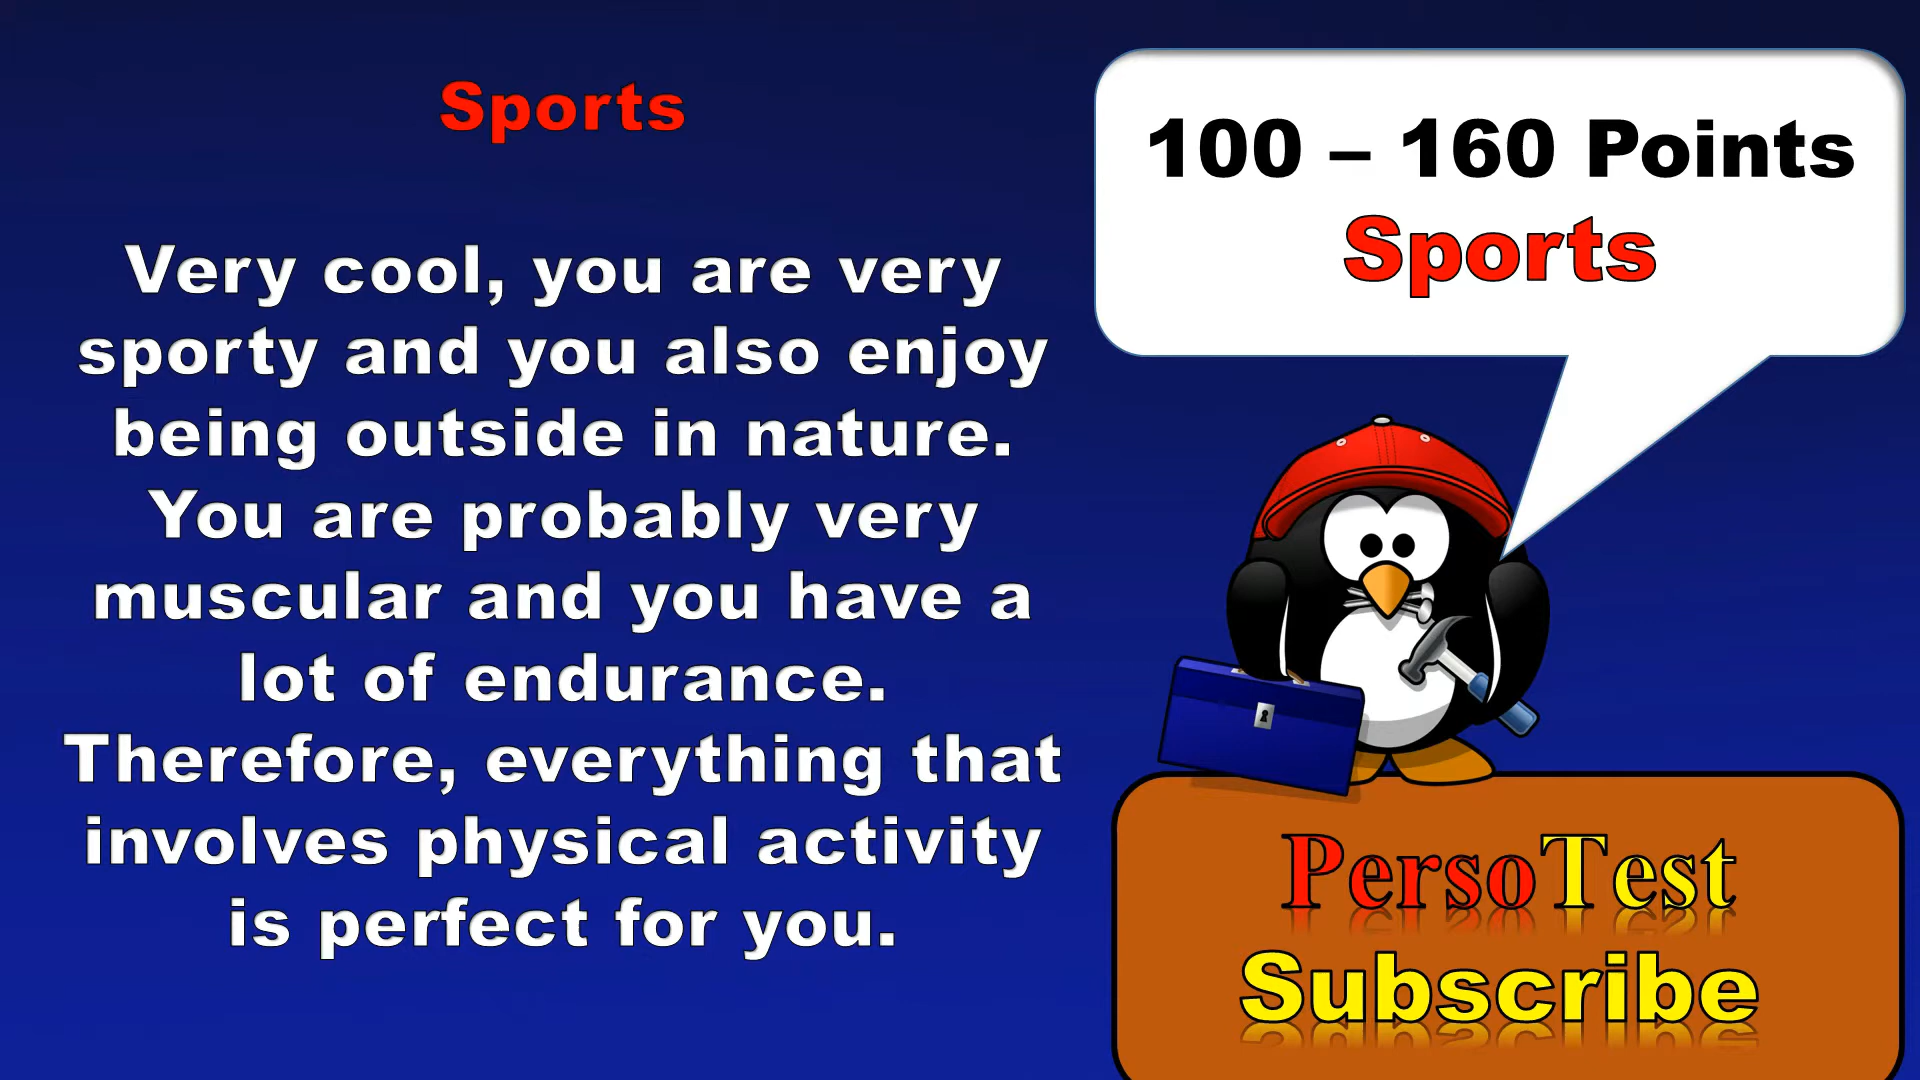 Sports
Very cool, you are very
sporty and you also enjoy
being outside in nature.
You are probably very
muscular and you have a
lot of endurance.
Therefore, everything that
involves physical activity
is perfect for you.
100 – 160 Points
Sports
PersoTest
Subscribe